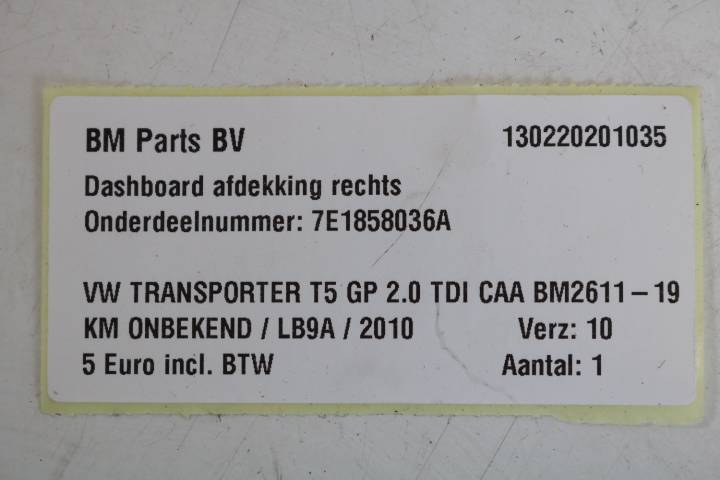 BM Parts BV 130220201035
Dashboard afdekking rechts
Onderdeelnummer: 7E1858036A
VW TRANSPORTER T5 GP 2.0 TDI CAA BM2611-19
KM ONBEKEND / LB9A / 2010 Verz: 10
5 Euro incl. BTW Aantal: 1